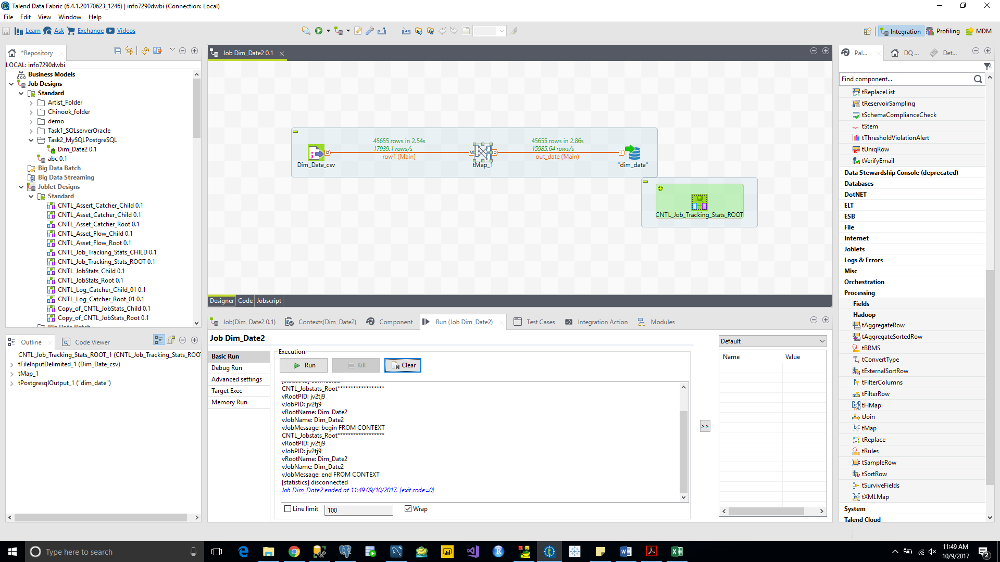 Talend Data Fabric (6.4.1.20170623_1246) | info7290dwbi (Connection: Local)
File Edit View Window Help
Learn Ask Exchange Videos
Integration Profiling MDM
*Repository
LOCAL: info7290dwbi
Business Models
Job Designs
Standard
Artist_Folder
Chinook_folder
demo
Task1_SQLserverOracle
Task2_MySQLPostgreSQL
Dim_Date2 0.1
abc 0.1
Big Data Batch
Big Data Streaming
Joblet Designs
Standard
CNTL_Assert_Catcher_Child 0.1
CNTL_Asset_Catcher_Child 0.1
CNTL_Asset_Catcher_Root 0.1
CNTL_Asset_Flow_Child 0.1
CNTL_Asset_Flow_Root 0.1
CNTL_Job_Tracking_Stats_CHILD 0.1
CNTL_Job_Tracking_Stats_ROOT 0.1
CNTL_JobStats_Child 0.1
CNTL_JobStats_Root 0.1
CNTL_Log_Catcher_Child_01 0.1
CNTL_Log_Catcher_Root_01 0.1
Copy_of_CNTL_JobStats_Child 0.1
Copy_of_CNTL_JobStats_Root 0.1
Big Data Batch
Outline Code Viewer
CNTL_Job_Tracking_Stats_ROOT_1 (CNTL_Job_Tracking_Stats_ROO
tFileInputDelimited_1 (Dim_Date_csv)
tMap_1
tPostgresqlOutput_1 ("dim_date")
Job Dim_Date2 0.1
45655 rows in 2.54s
17939.1 rows/s
row1 (Main)
45655 rows in 2.86s
15985.64 rows/s
out_date (Main)
Dim_Date_csv
tMap_1
"dim_date"
CNTL_Job_Tracking_Stats_ROOT
Designer Code Jobscript
Job(Dim_Date2 0.1) Contexts(Dim_Date2) Component Run (Job Dim_Date2) Test Cases Integration Action Modules
Job Dim_Date2
Basic Run
Debug Run
Advanced settings
Target Exec
Memory Run
Execution
Run Kill Clear
[statistics] connected
CNTL_Jobstats_Root******************
vRootPID: jv2tj9
vJobPID: jv2tj9
vRootName: Dim_Date2
vJobName: Dim_Date2
vJobMessage: begin FROM CONTEXT
CNTL_Jobstats_Root******************
vRootPID: jv2tj9
vJobPID: jv2tj9
vRootName: Dim_Date2
vJobName: Dim_Date2
vJobMessage: end FROM CONTEXT
[statistics] disconnected
Job Dim_Date2 ended at 11:49 09/10/2017. [exit code=0]
Line limit 100 Wrap
>>
Default
Name Value
Pal... DQ ... Det...
Find component...
tReplaceList
tReservoirSampling
tSchemaComplianceCheck
tStem
tThresholdViolationAlert
tUniqRow
tVerifyEmail
Data Stewardship Console (deprecated)
Databases
DotNET
ELT
ESB
File
Internet
Joblets
Logs & Errors
Misc
Orchestration
Processing
Fields
Hadoop
tAggregateRow
tAggregateSortedRow
tBRMS
tConvertType
tExternalSortRow
tFilterColumns
tFilterRow
tHMap
tJoin
tMap
tReplace
tRules
tSampleRow
tSortRow
tSurviveFields
tXMLMap
System
Talend Cloud
Type here to search
11:49 AM
10/9/2017
2